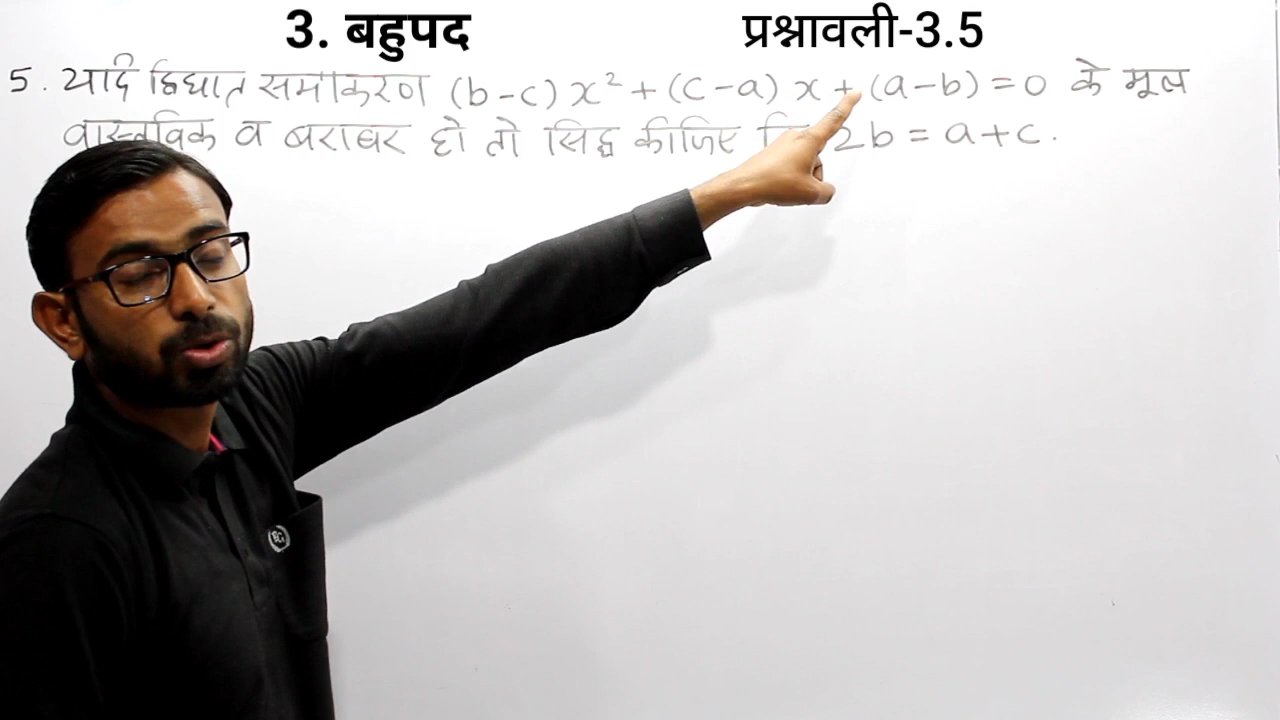 3. बहुपद प्रश्नावली-3.5
5. यदि द्विघात समीकरण (b-c) x² + (c-a) x + (a-b) = 0 के मूल
वास्तविक व बराबर हो तो सिद्ध कीजिए कि 2b = a+c.